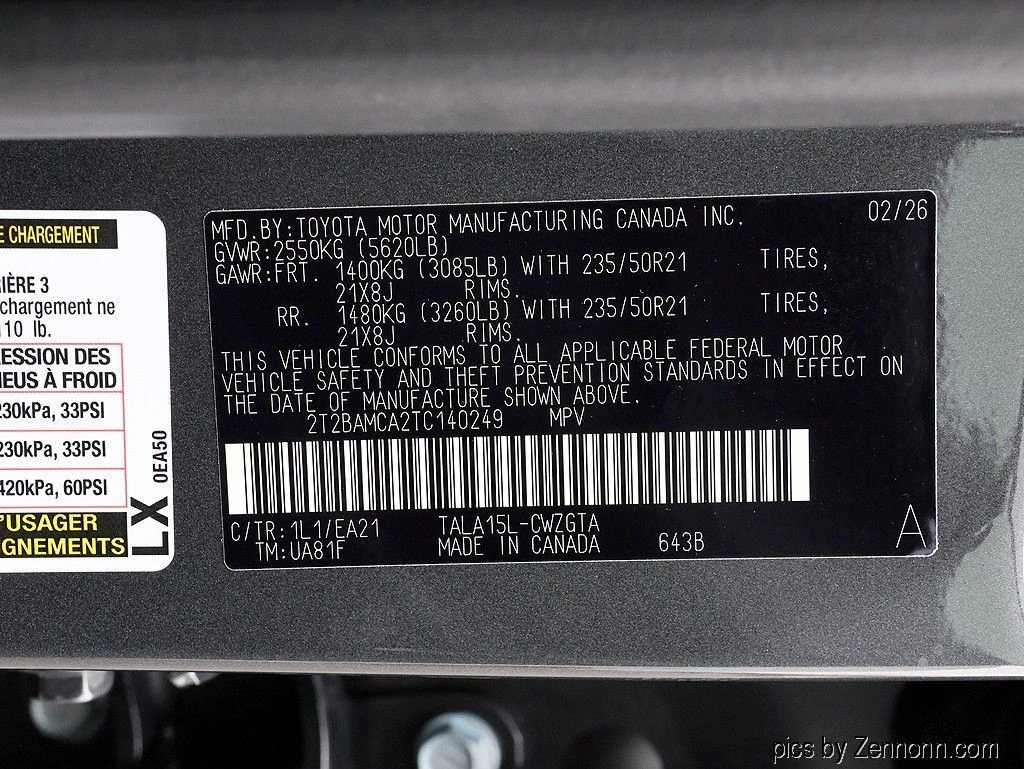 E CHARGEMENT
IÈRE 3
chargement ne
110 lb.
ESSION DES
NEUS À FROID
230kPa, 33PSI
230kPa, 33PSI
420kPa, 60PSI
'USAGER
IGNEMENTS
LX 0EA50
MFD.BY:TOYOTA MOTOR MANUFACTURING CANADA INC. 02/26
GVWR:2550KG (5620LB)
GAWR:FRT. 1400KG (3085LB) WITH 235/50R21 TIRES,
21X8J RIMS.
RR. 1480KG (3260LB) WITH 235/50R21 TIRES,
21X8J RIMS.
THIS VEHICLE CONFORMS TO ALL APPLICABLE FEDERAL MOTOR
VEHICLE SAFETY AND THEFT PREVENTION STANDARDS IN EFFECT ON
THE DATE OF MANUFACTURE SHOWN ABOVE.
2T2BAMCA2TC140249 MPV
C/TR:1L1/EA21 TALA15L-CWZGTA
TM:UA81F MADE IN CANADA 643B A
pics by Zennonn.com